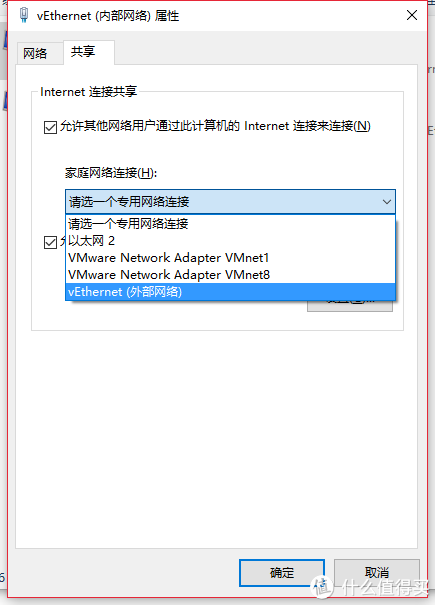 vEthernet (内部网络) 属性
网络
共享
Internet 连接共享
允许其他网络用户通过此计算机的 Internet 连接来连接(N)
家庭网络连接(H):
请选一个专用网络连接
请选一个专用网络连接
以太网 2
VMware Network Adapter VMnet1
VMware Network Adapter VMnet8
vEthernet (外部网络)
确定
取消
值 什么值得买